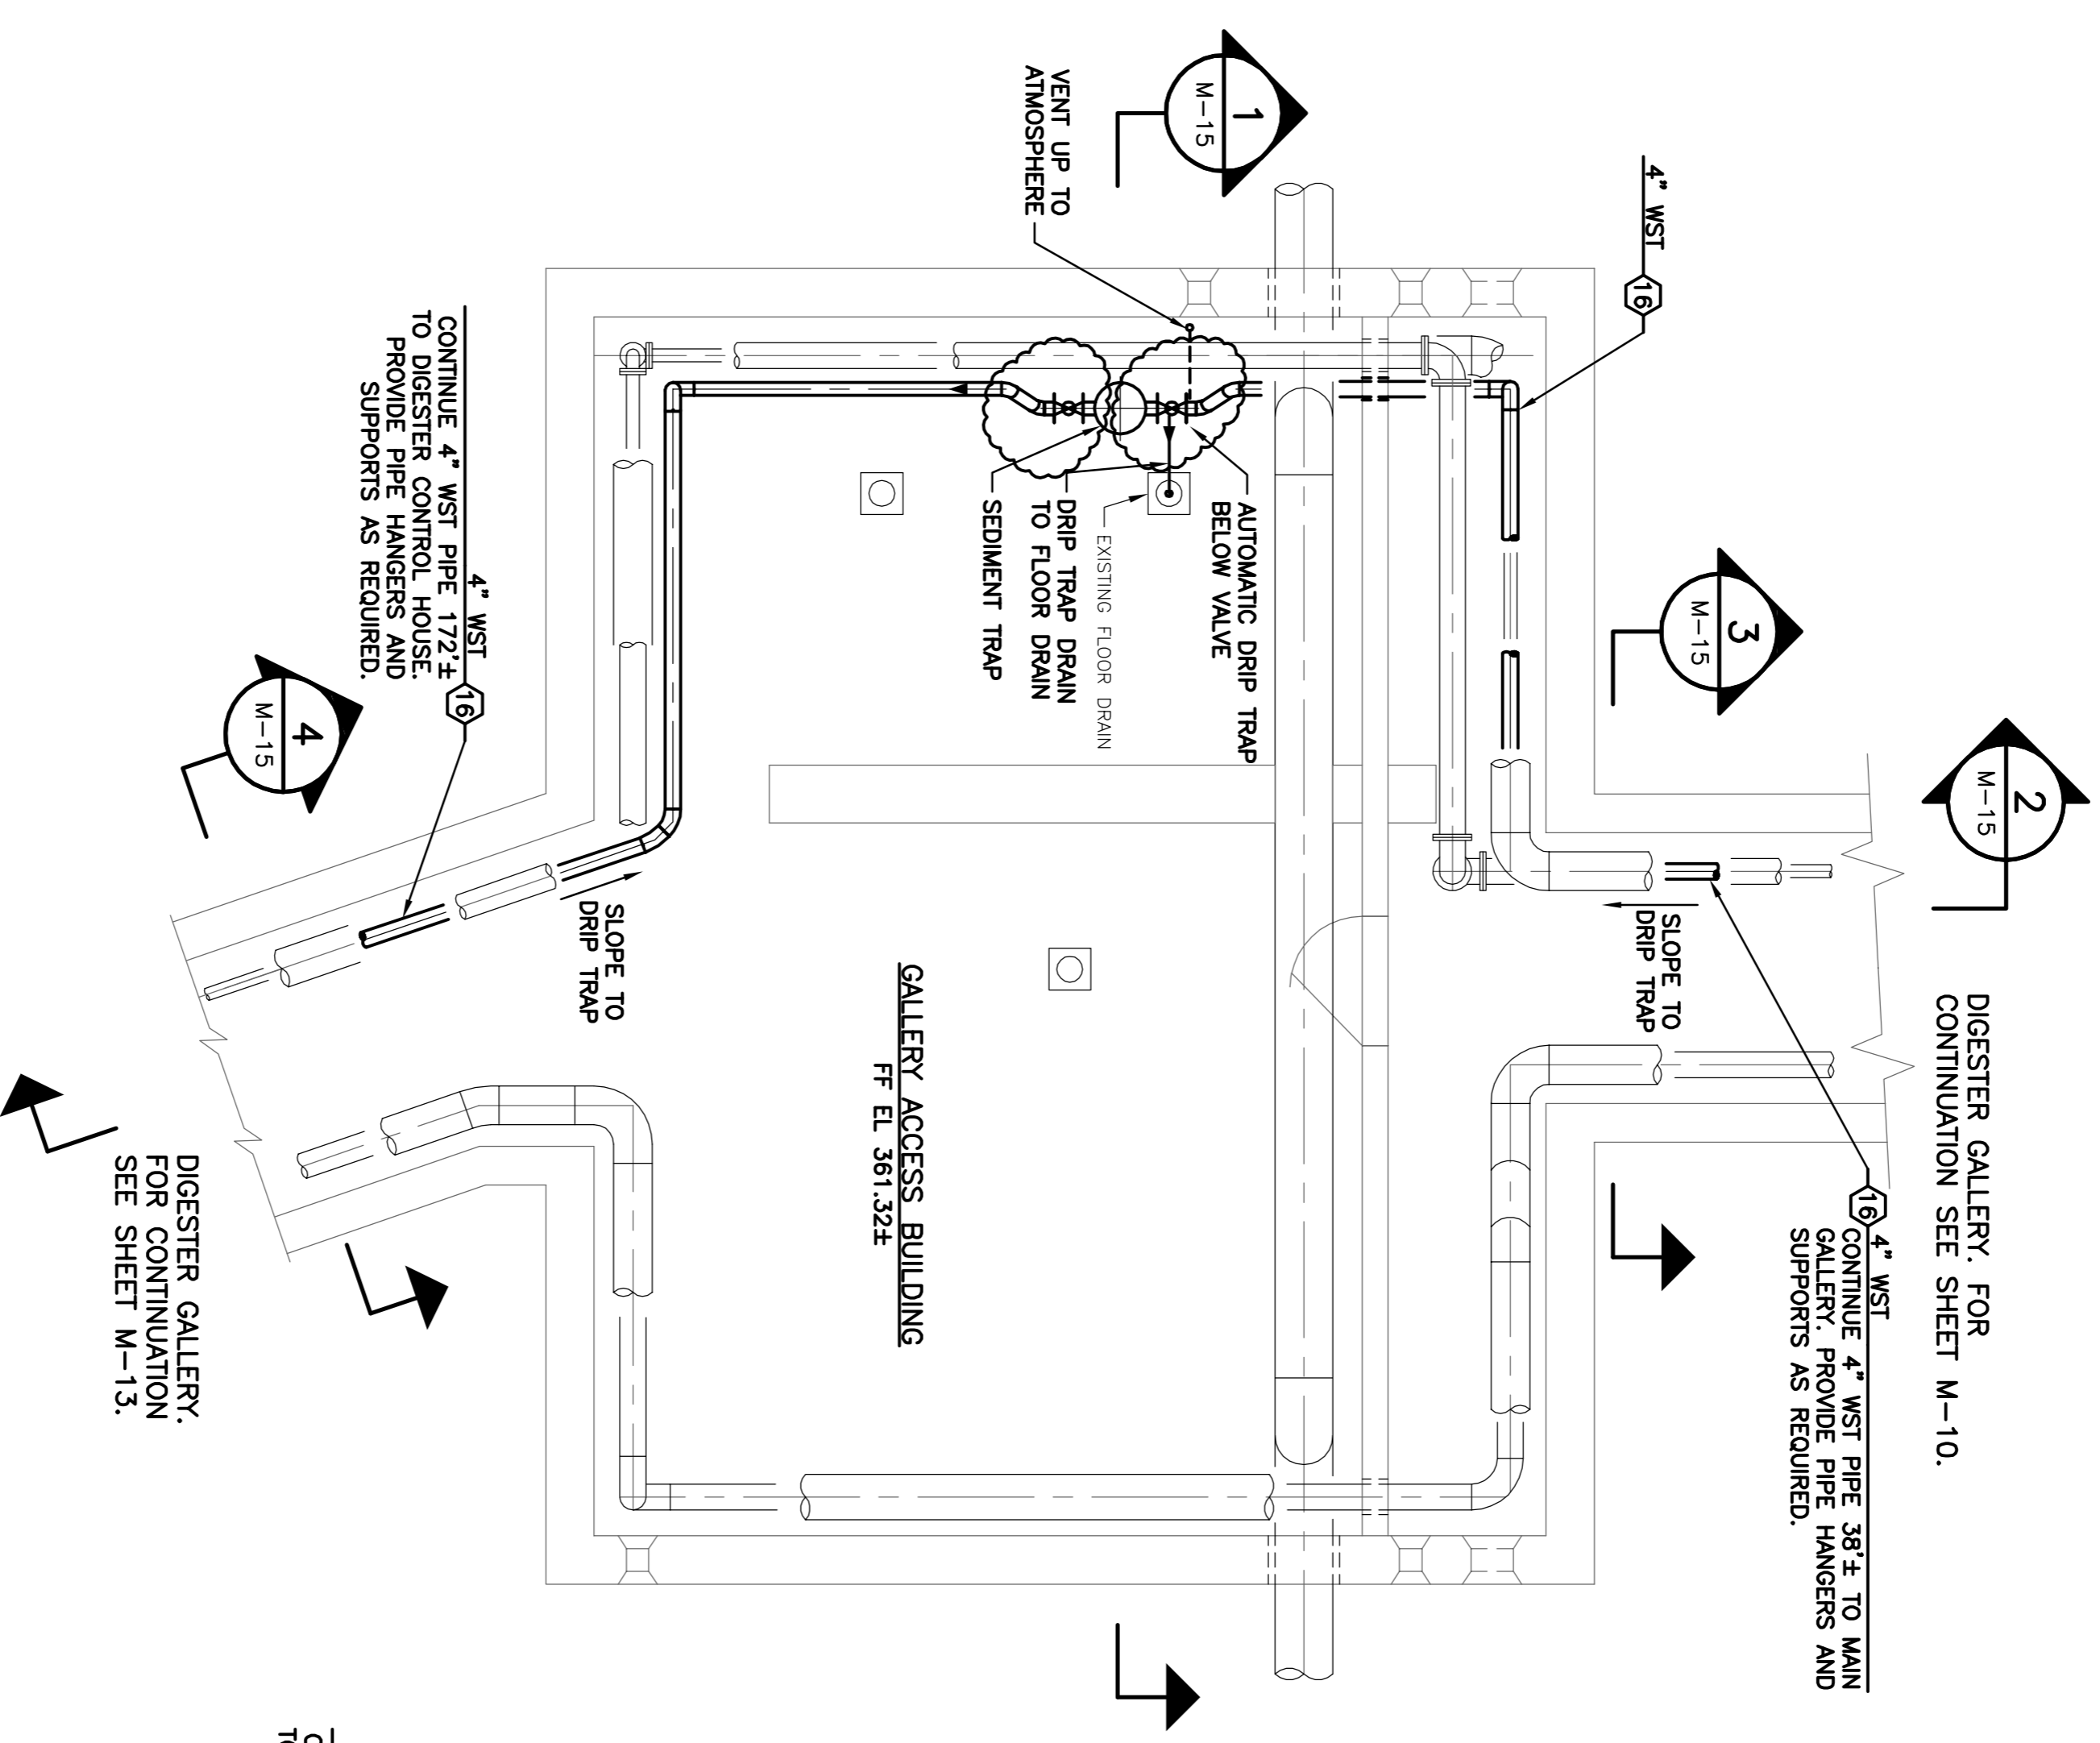 DIGESTER GALLERY. FOR
CONTINUATION SEE SHEET M-10.
2
M-15
16
4" WST
CONTINUE 4" WST PIPE 38'± TO MAIN
GALLERY. PROVIDE PIPE HANGERS AND
SUPPORTS AS REQUIRED.
3
M-15
SLOPE TO
DRIP TRAP
4" WST
16
1
M-15
VENT UP TO
ATMOSPHERE
AUTOMATIC DRIP TRAP
BELOW VALVE
EXISTING FLOOR DRAIN
DRIP TRAP DRAIN
TO FLOOR DRAIN
SEDIMENT TRAP
GALLERY ACCESS BUILDING
FF EL 361.32±
SLOPE TO
DRIP TRAP
4" WST
16
CONTINUE 4" WST PIPE 172'±
TO DIGESTER CONTROL HOUSE.
PROVIDE PIPE HANGERS AND
SUPPORTS AS REQUIRED.
4
M-15
DIGESTER GALLERY.
FOR CONTINUATION
SEE SHEET M-13.